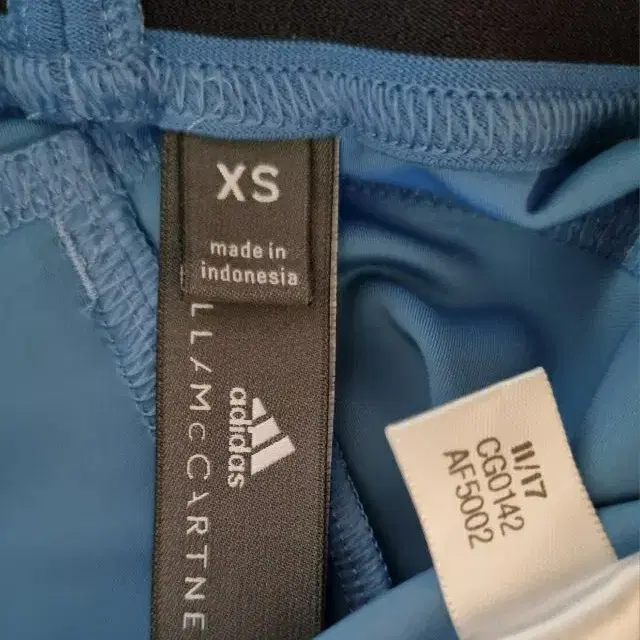 XS
made in
indonesia
LLAMcCARTNE
adidas
11/17
CG0142
AF5002